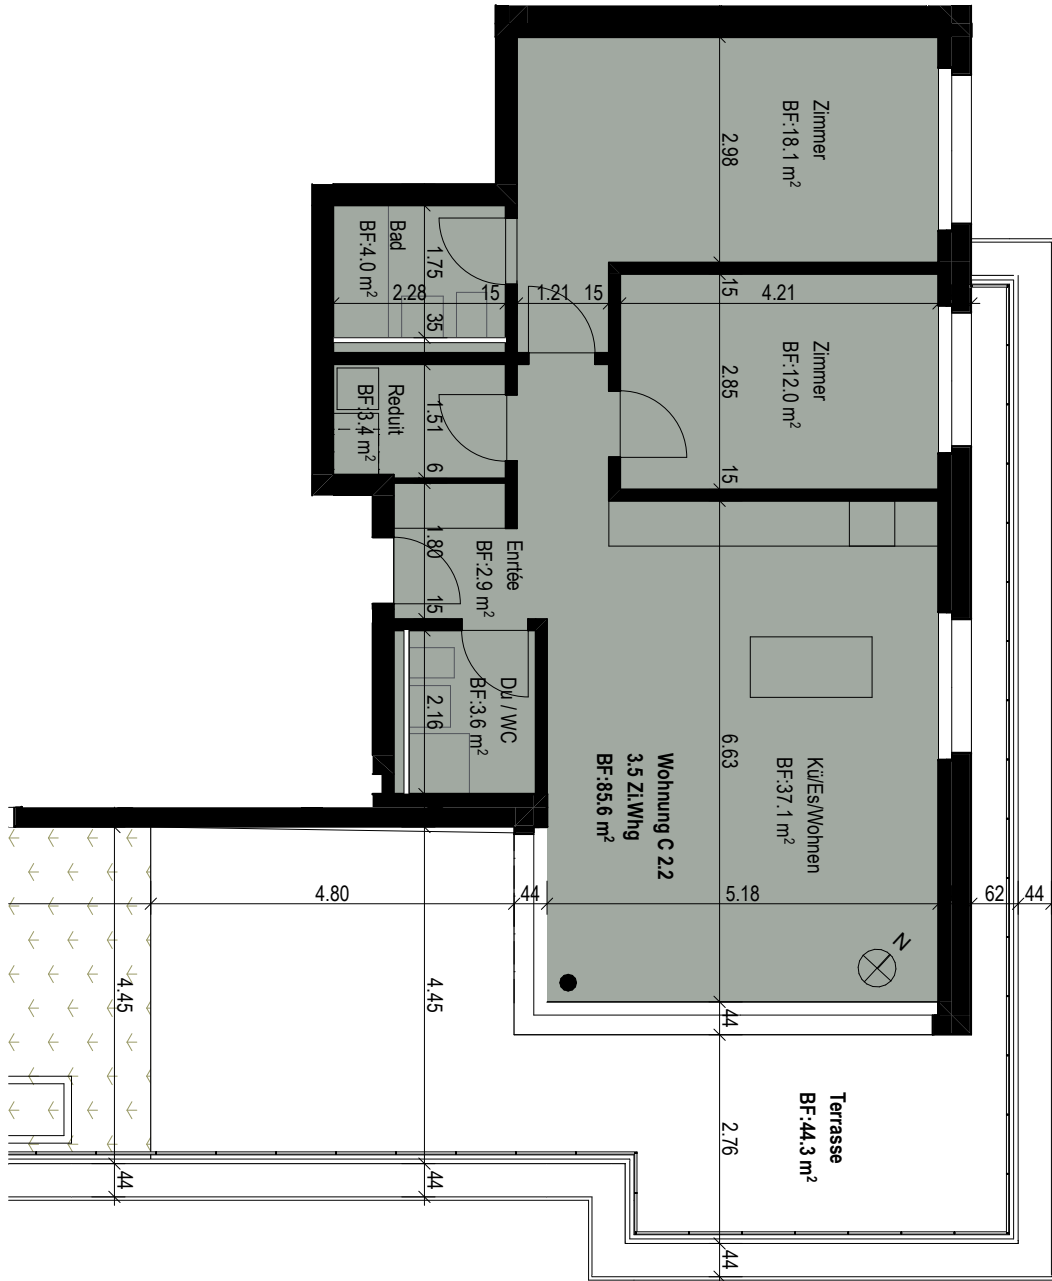 Zimmer
BF:18.1 m²
2.98
Bad
BF:4.0 m²
1.75
2.28
15
1.21
15
15
4.21
35
Zimmer
BF:12.0 m²
2.85
15
Reduit
BF:3.4 m²
1.51
6
Enrtée
BF:2.9 m²
1.80
15
Du / WC
BF:3.6 m²
2.16
Wohnung C 2.2
3.5 Zi.Whg
BF:85.6 m²
6.63
Kü/Es/Wohnen
BF:37.1 m²
4.80
44
5.18
62
44
N
4.45
4.45
44
Terrasse
BF:44.3 m²
2.76
44
44
44